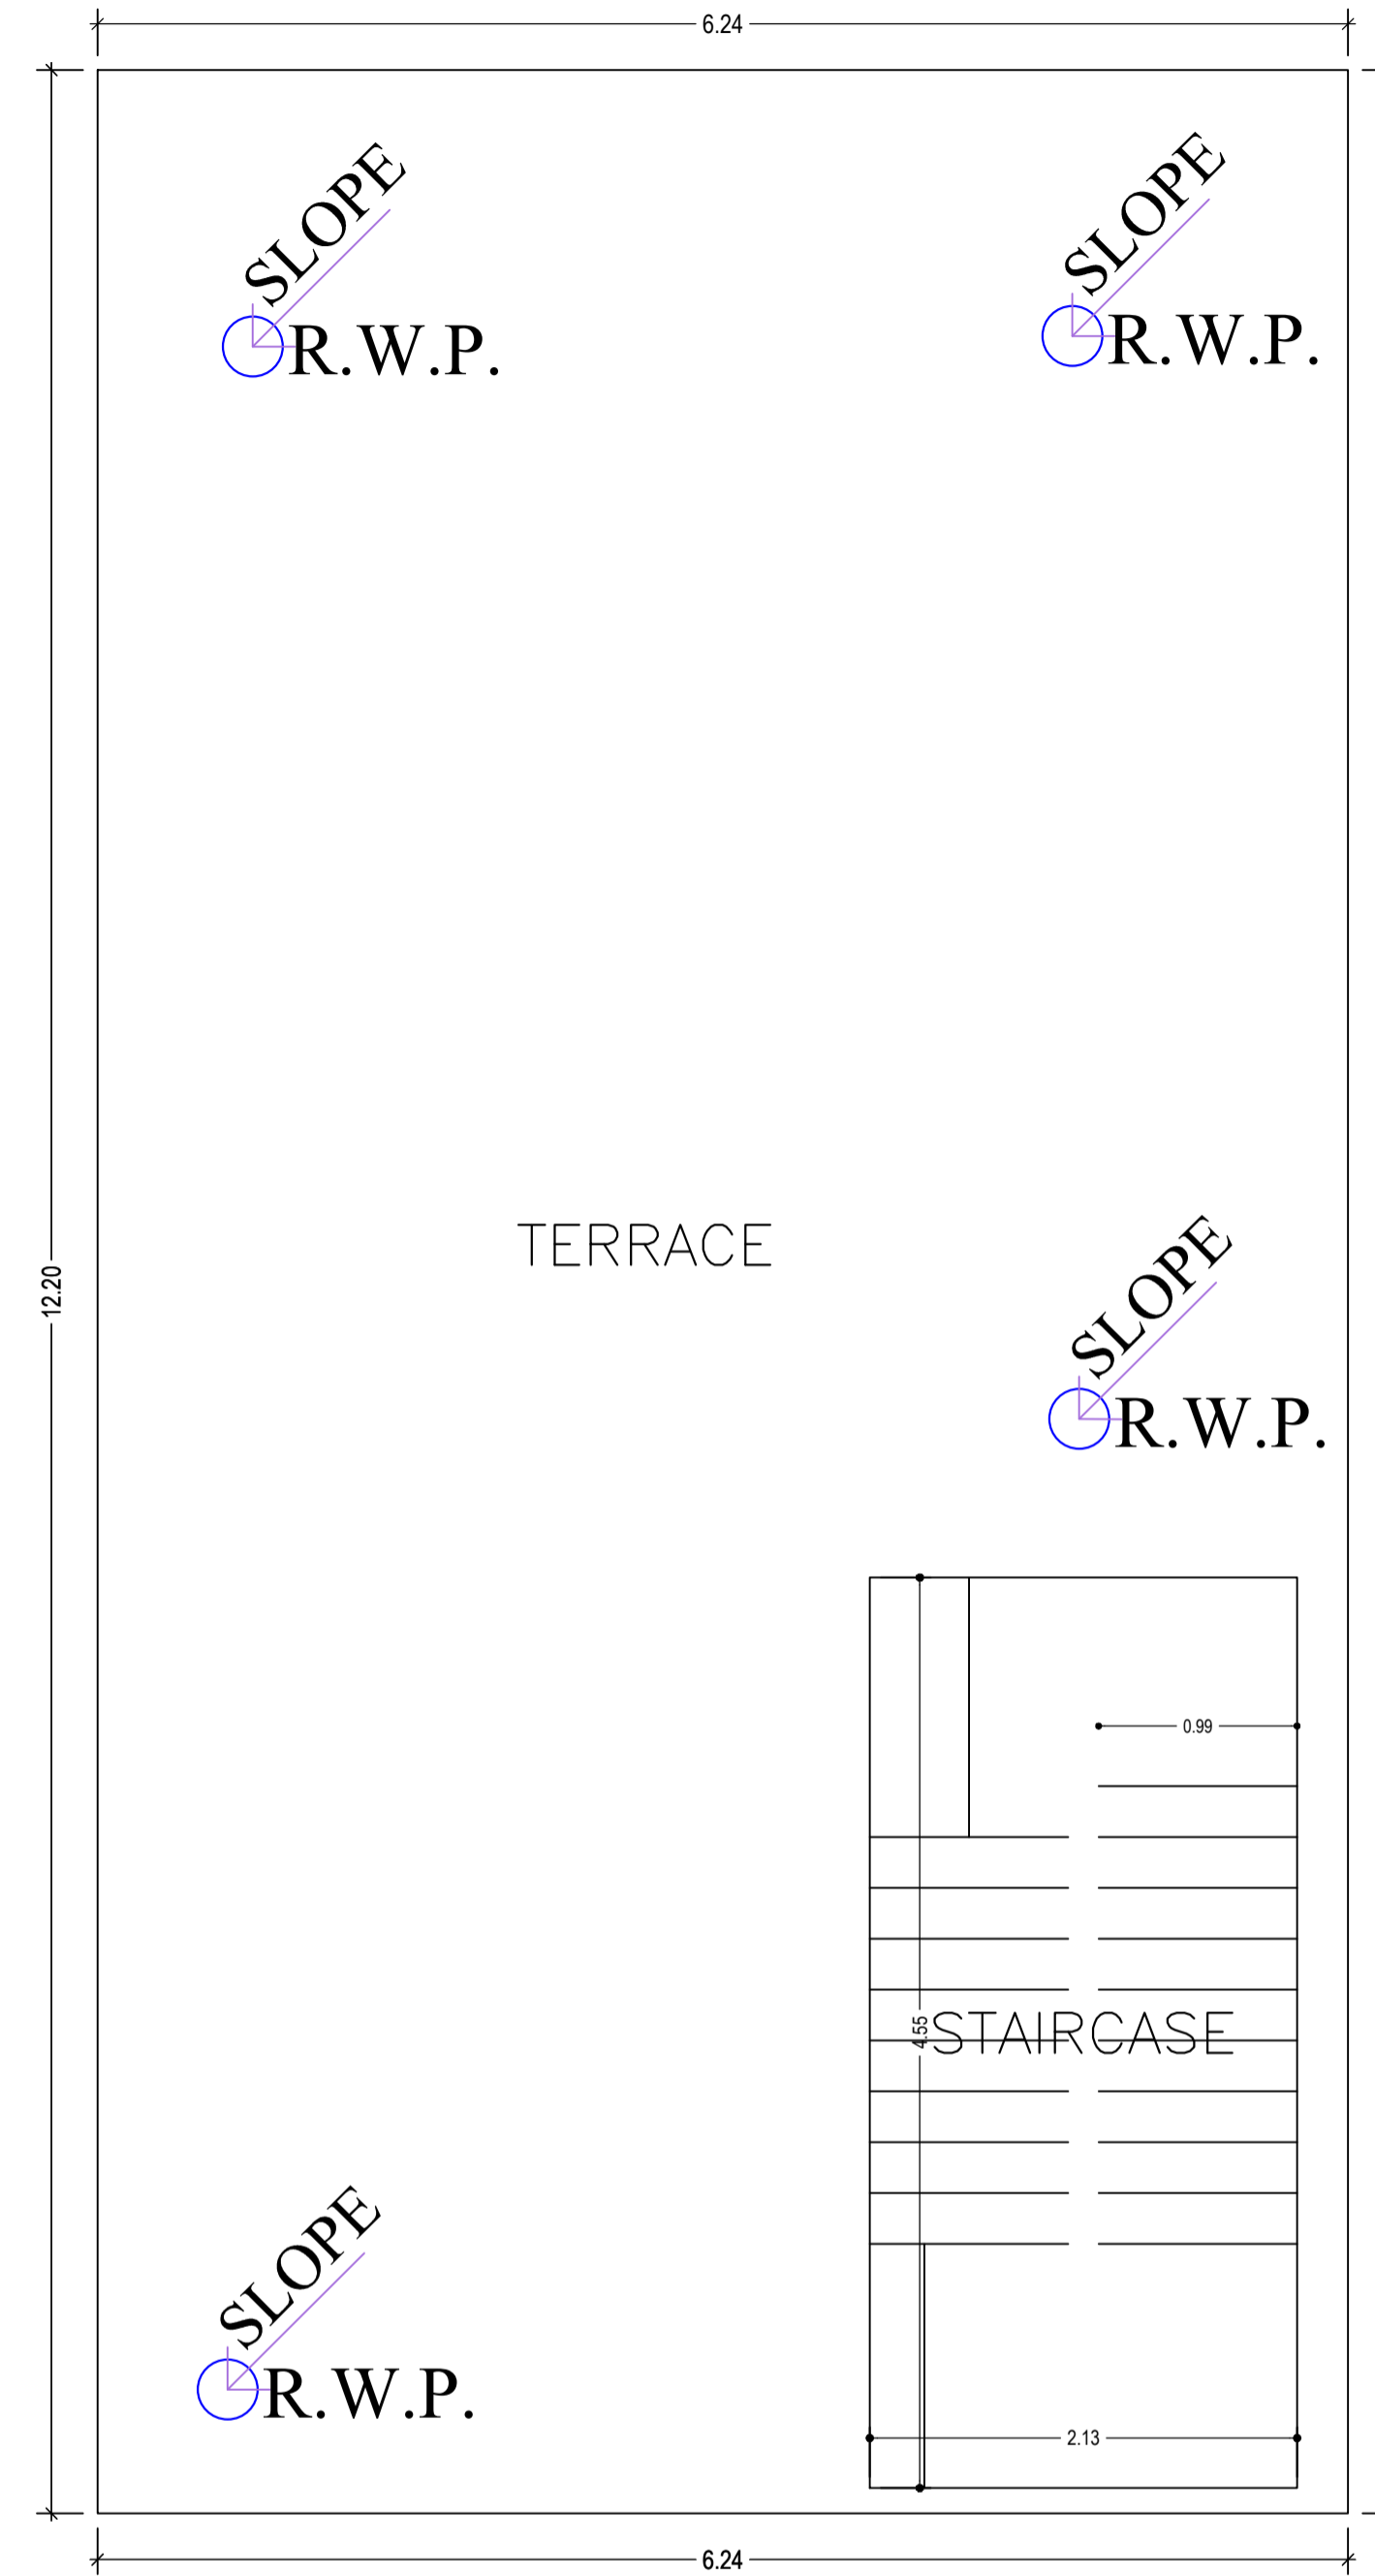 6.24
SLOPE
R.W.P.
SLOPE
R.W.P.
TERRACE
12.20
SLOPE
R.W.P.
0.99
4.55
STAIRCASE
SLOPE
R.W.P.
2.13
6.24